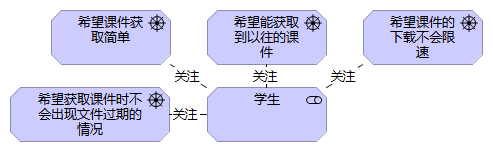 希望课件获
取简单
希望能获取
到以往的课
件
希望课件的
下载不会限
速
关注
关注
关注
希望获取课件时不
会出现文件过期的
情况
关注
学生